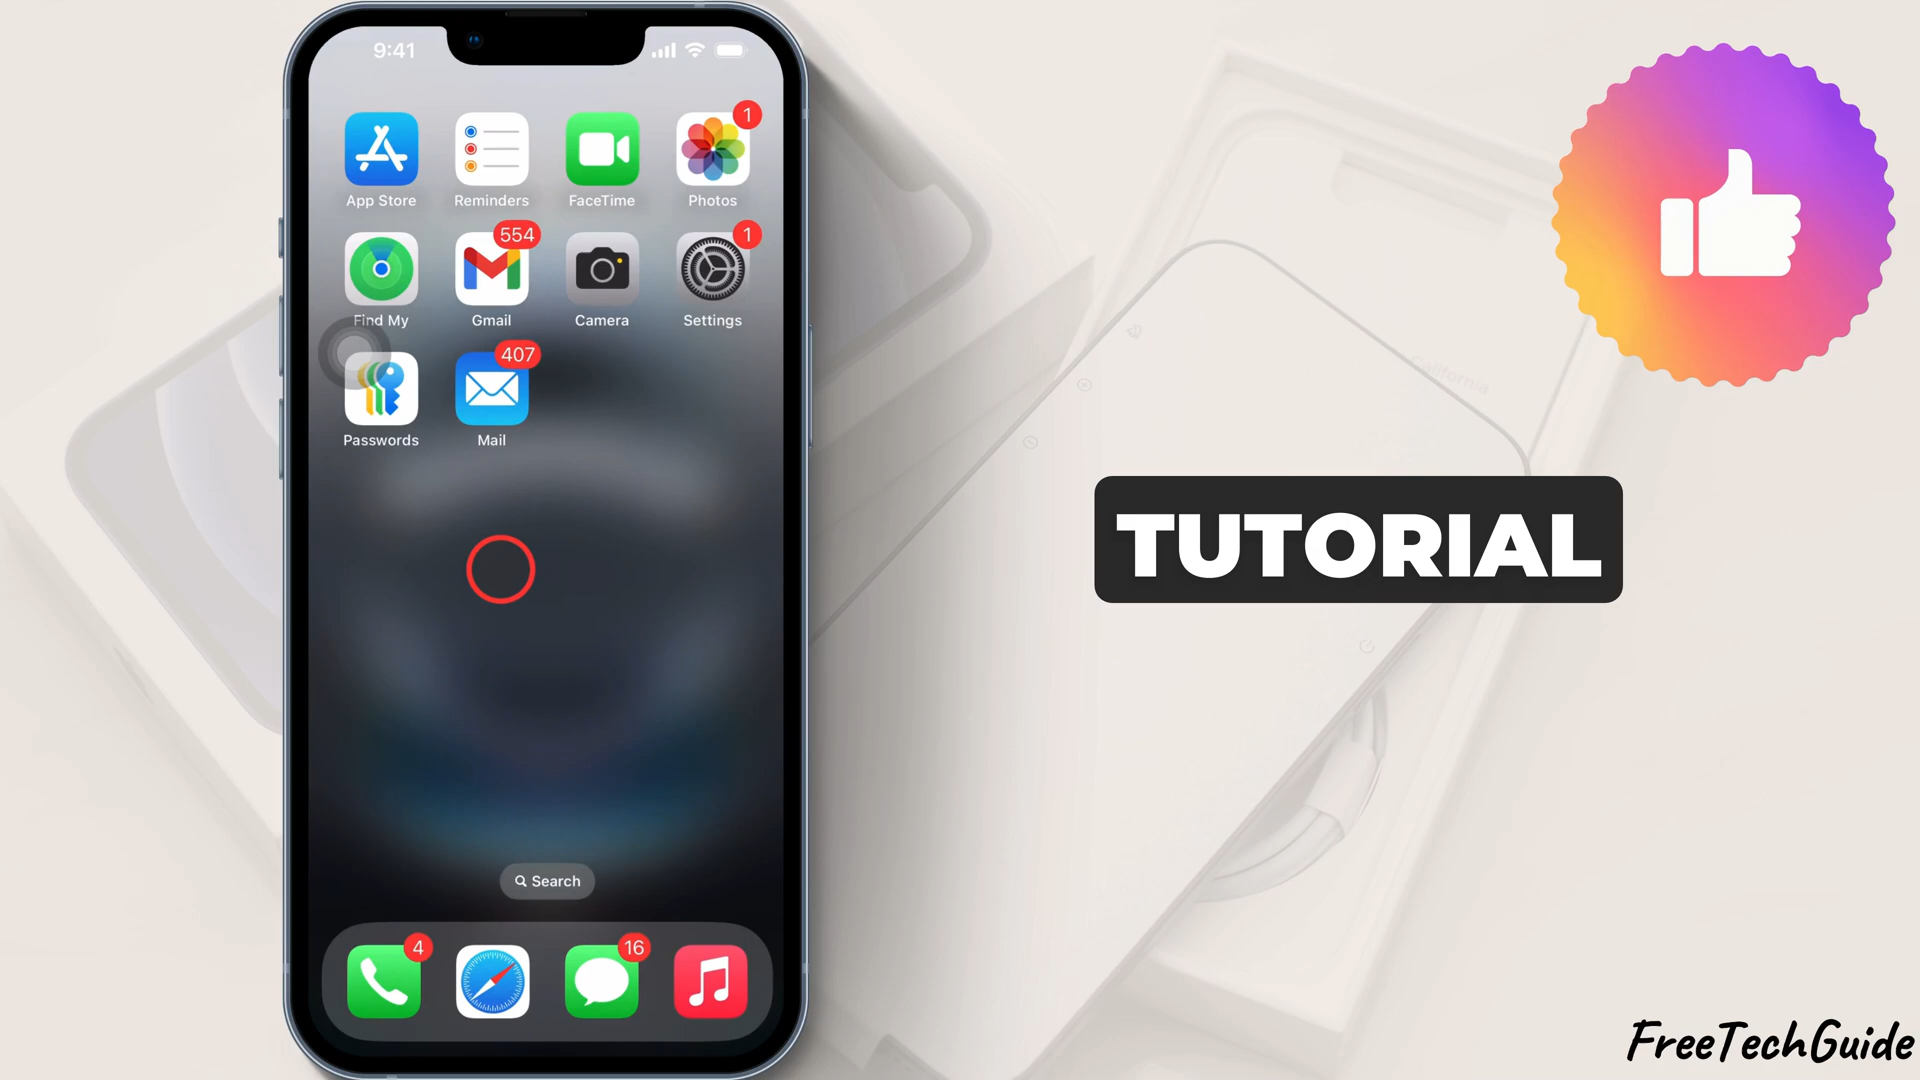 9:41
1
App Store Reminders FaceTime Photos
554 1
Find My Gmail Camera Settings
407
Passwords Mail
Search
4 16
TUTORIAL
california
FreeTechGuide